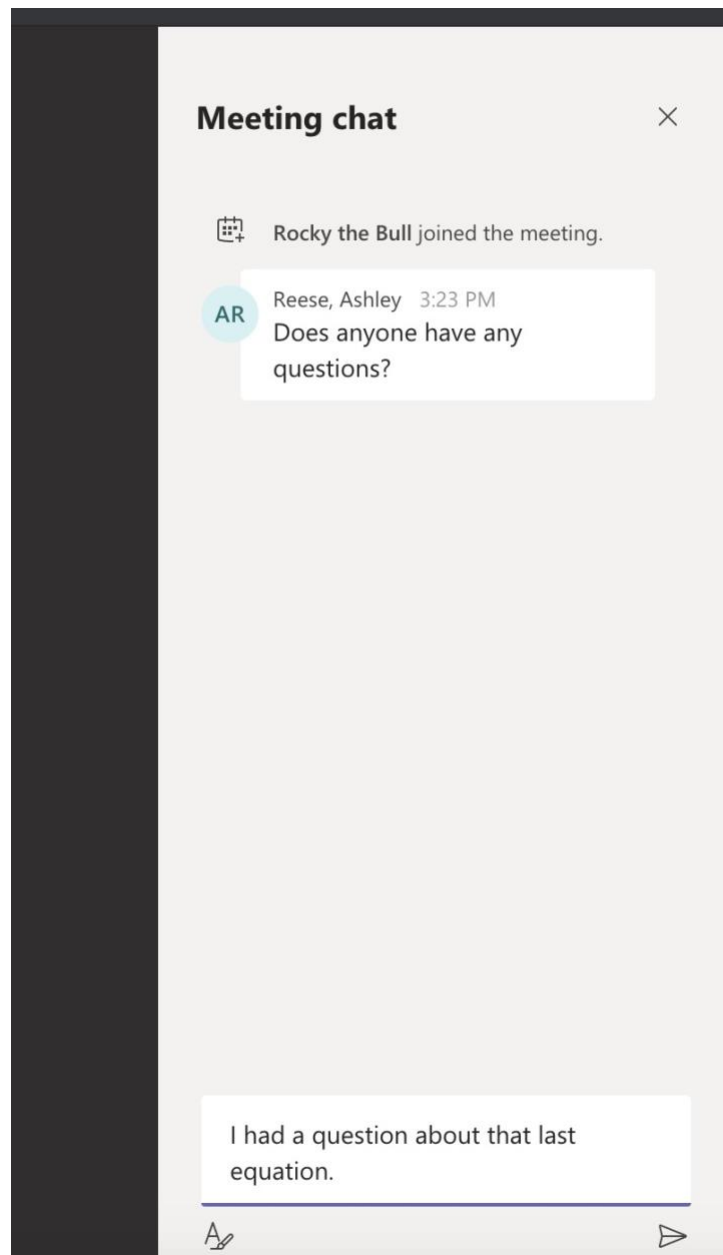 Meeting chat
Rocky the Bull joined the meeting.
AR
Reese, Ashley 3:23 PM
Does anyone have any
questions?
I had a question about that last
equation.